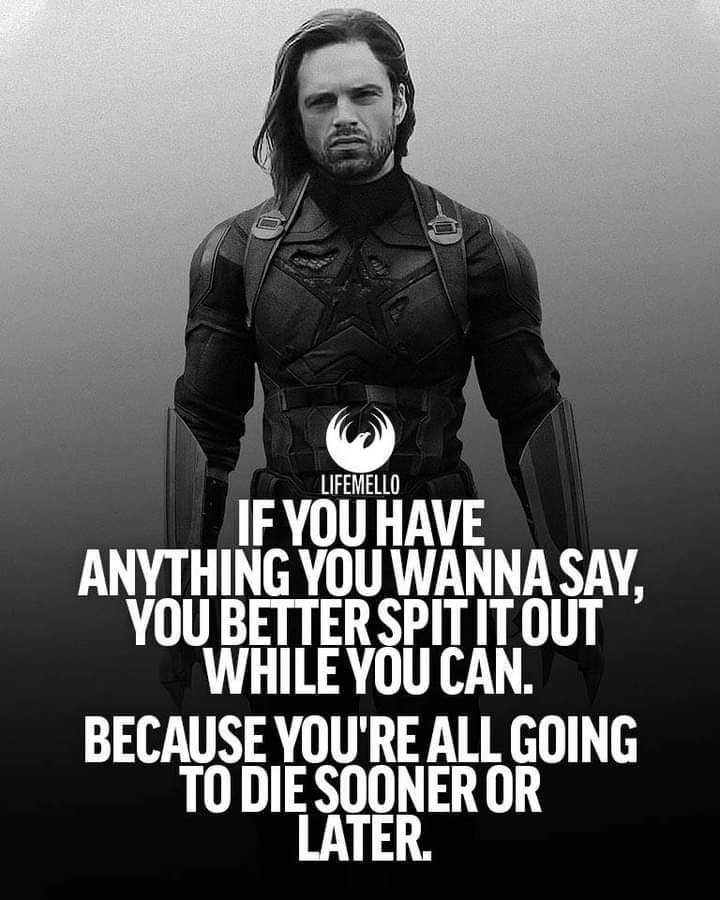 LIFEMELLO
IF YOU HAVE
ANYTHING YOU WANNA SAY,
YOU BETTER SPIT IT OUT
WHILE YOU CAN.
BECAUSE YOU'RE ALL GOING
TO DIE SOONER OR
LATER.